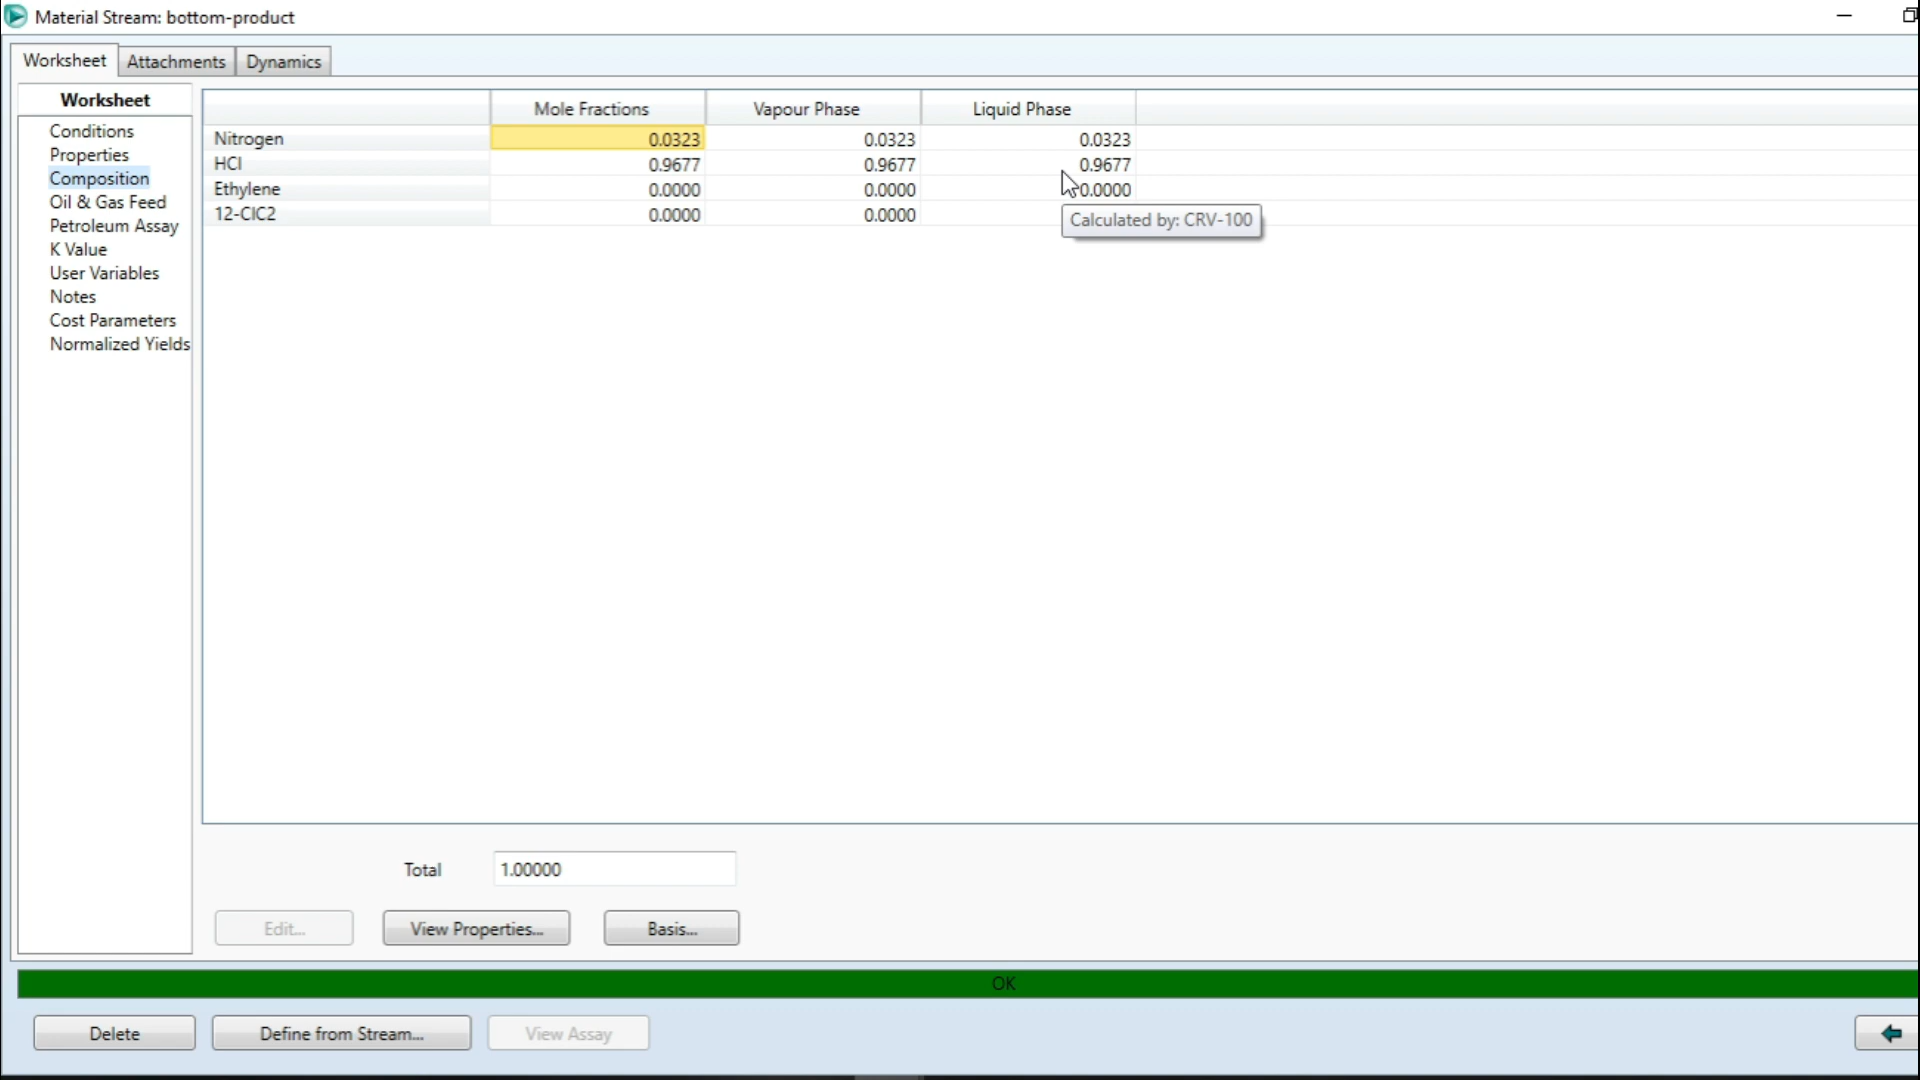 Material Stream: bottom-product
Worksheet Attachments Dynamics
Worksheet
Conditions
Properties
Composition
Oil & Gas Feed
Petroleum Assay
K Value
User Variables
Notes
Cost Parameters
Normalized Yields
Mole Fractions Vapour Phase Liquid Phase
Nitrogen 0.0323 0.0323 0.0323
HCl 0.9677 0.9677 0.9677
Ethylene 0.0000 0.0000 0.0000
12-ClC2 0.0000 0.0000
Calculated by: CRV-100
Total 1.00000
Edit... View Properties... Basis...
OK
Delete Define from Stream... View Assay